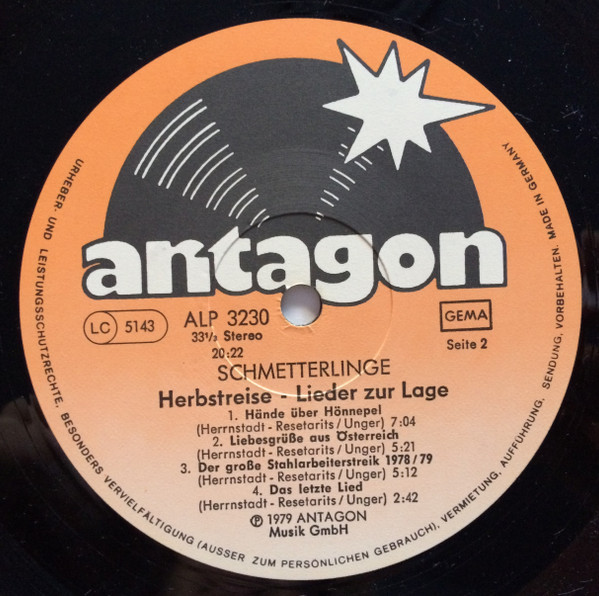 antagon
LC 5143
ALP 3230
33⅓ Stereo
20:22
GEMA
Seite 2
SCHMETTERLINGE
Herbstreise - Lieder zur Lage
1. Hände über Hönnepel
(Herrnstadt - Resetarits / Unger) 7:04
2. Liebesgrüße aus Österreich
(Herrnstadt - Resetarits / Unger) 5:21
3. Der große Stahlarbeiterstreik 1978/79
(Herrnstadt - Resetarits / Unger) 5:12
4. Das letzte Lied
(Herrnstadt - Resetarits / Unger) 2:42
℗ 1979 ANTAGON
Musik GmbH
URHEBER- UND LEISTUNGSSCHUTZRECHTE, BESONDERS VERVIELFÄLTIGUNG (AUSSER ZUM PERSÖNLICHEN GEBRAUCH), VERMIETUNG, AUFFÜHRUNG, SENDUNG, VORBEHALTEN. MADE IN GERMANY